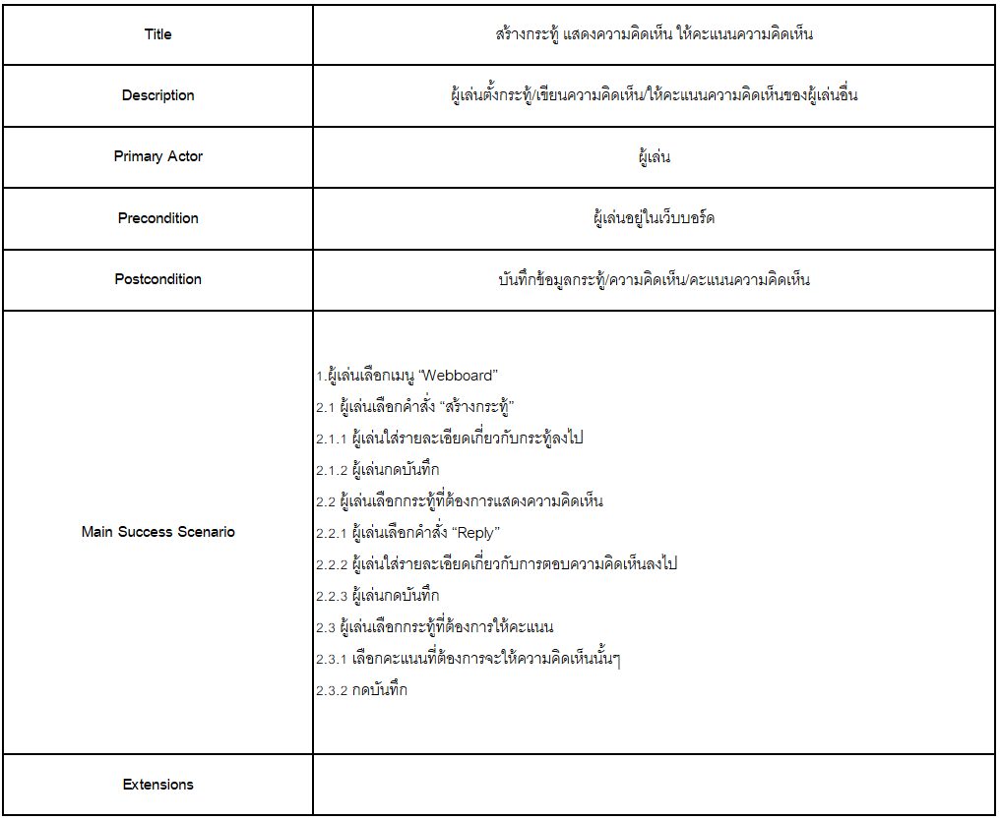 Title
สร้างกระทู้ แสดงความคิดเห็น ให้คะแนนความคิดเห็น
Description
ผู้เล่นตั้งกระทู้/เขียนความคิดเห็น/ให้คะแนนความคิดเห็นของผู้เล่นอื่น
Primary Actor
ผู้เล่น
Precondition
ผู้เล่นอยู่ในเว็บบอร์ด
Postcondition
บันทึกข้อมูลกระทู้/ความคิดเห็น/คะแนนความคิดเห็น
Main Success Scenario
1.ผู้เล่นเลือกเมนู “Webboard”
2.1 ผู้เล่นเลือกคำสั่ง “สร้างกระทู้”
2.1.1 ผู้เล่นใส่รายละเอียดเกี่ยวกับกระทู้ลงไป
2.1.2 ผู้เล่นกดบันทึก
2.2 ผู้เล่นเลือกกระทู้ที่ต้องการแสดงความคิดเห็น
2.2.1 ผู้เล่นเลือกคำสั่ง “Reply”
2.2.2 ผู้เล่นใส่รายละเอียดเกี่ยวกับการตอบความคิดเห็นลงไป
2.2.3 ผู้เล่นกดบันทึก
2.3 ผู้เล่นเลือกกระทู้ที่ต้องการให้คะแนน
2.3.1 เลือกคะแนนที่ต้องการจะให้ความคิดเห็นนั้นๆ
2.3.2 กดบันทึก
Extensions